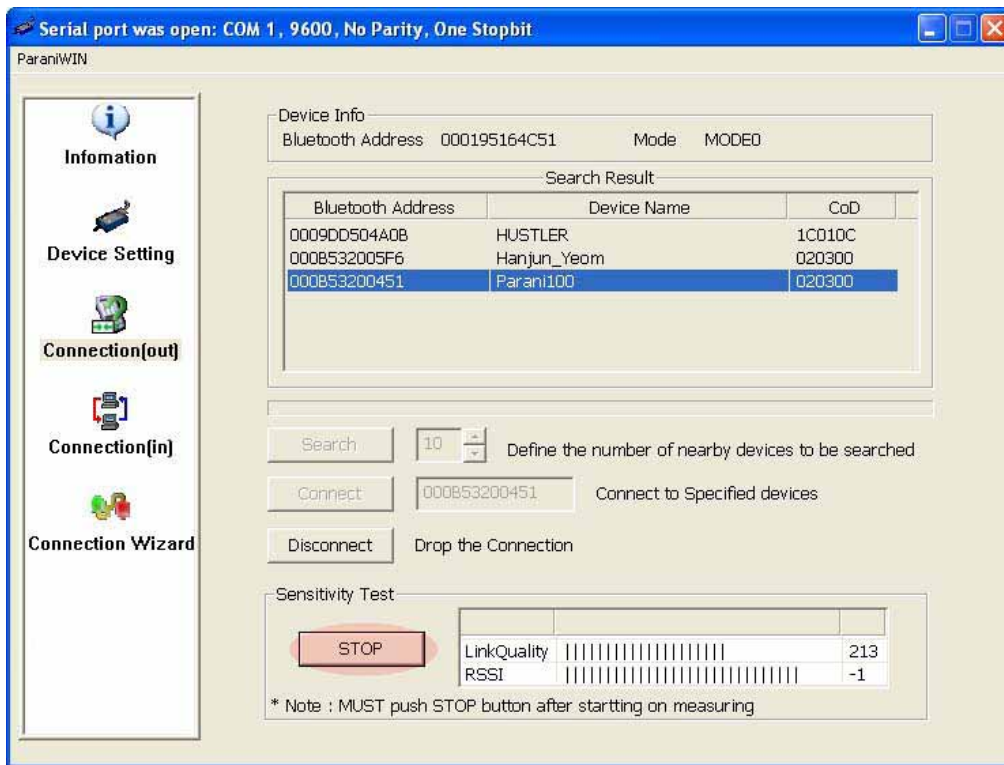 Serial port was open: COM 1, 9600, No Parity, One Stopbit
ParaniWIN
Infomation
Device Setting
Connection(out)
Connection(in)
Connection Wizard
Device Info
Bluetooth Address 000195164C51 Mode MODE0
Search Result
Bluetooth Address Device Name CoD
0009DD504A0B HUSTLER 1C010C
000B532005F6 Hanjun_Yeom 020300
000B53200451 Parani100 020300
Search 10 Define the number of nearby devices to be searched
Connect 000B53200451 Connect to Specified devices
Disconnect Drop the Connection
Sensitivity Test
STOP
LinkQuality |||||||||||||||||||| 213
RSSI ||||||||||||||||||||||||||||| -1
* Note : MUST push STOP button after startting on measuring